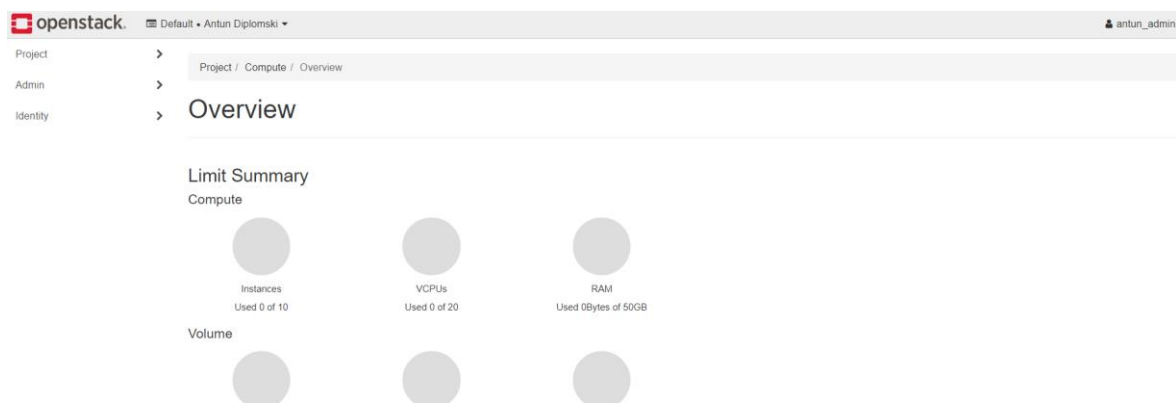 openstack. Default • Antun Diplomski antun_admin
Project
Admin
Identity
Project / Compute / Overview
Overview
Limit Summary
Compute
Instances VCPUs RAM
Used 0 of 10 Used 0 of 20 Used 0Bytes of 50GB
Volume